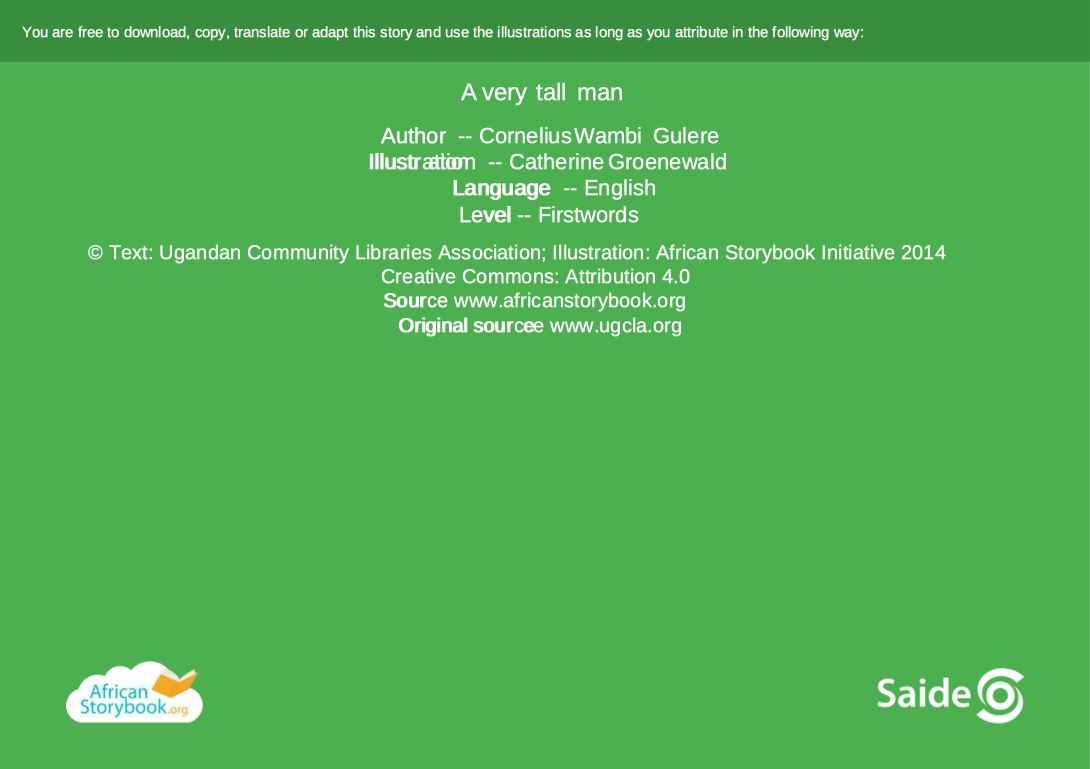 You are free to download, copy, translate or adapt this story and use the illustrations as long as you attribute in the following way:
A very tall man
Author -- Cornelius Wambi Gulere
Illustration -- Catherine Groenewald
Language -- English
Level -- Firstwords
© Text: Ugandan Community Libraries Association; Illustration: African Storybook Initiative 2014
Creative Commons: Attribution 4.0
Source www.africanstorybook.org
Original source www.ugcla.org
African
Storybook.org
Saide